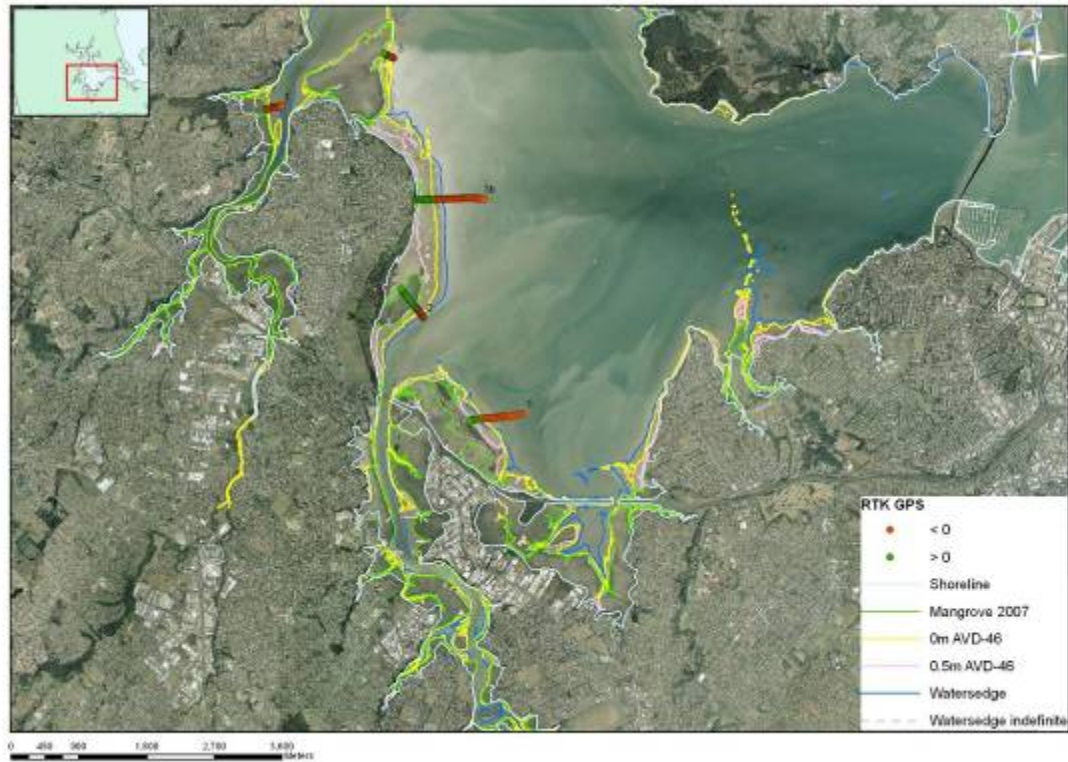 RTK GPS
< 0
> 0
Shoreline
Mangrove 2007
0m AVD-46
0.5m AVD-46
Watersedge
Watersedge indefinite
0 450 900 1,800 2,700 3,600
Meters